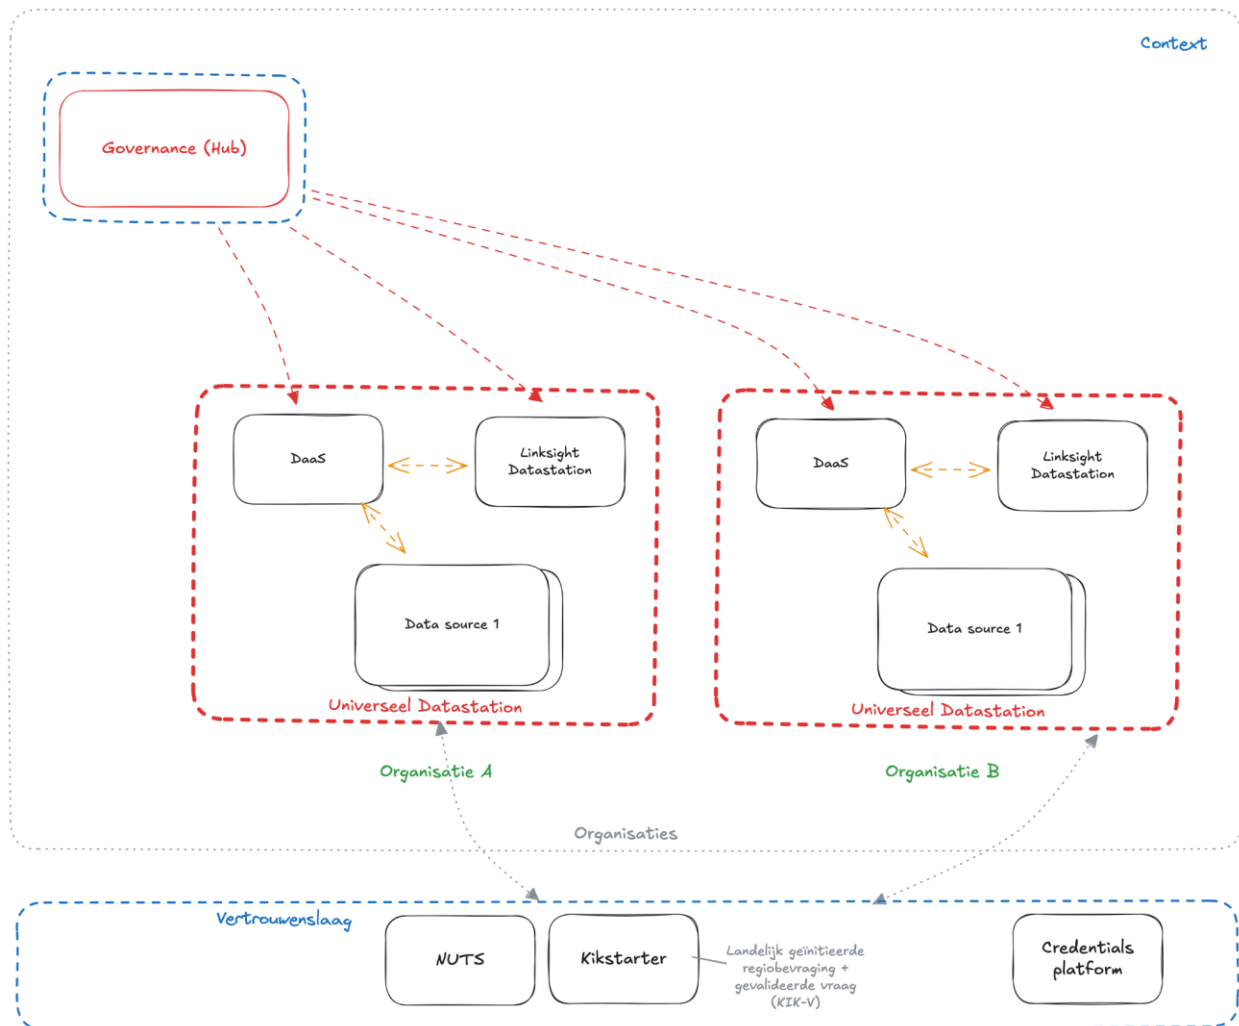 Context
Governance (Hub)
DaaS
Linksight
Datastation
Data source 1
Universeel Datastation
Organisatie A
DaaS
Linksight
Datastation
Data source 1
Universeel Datastation
Organisatie B
Organisaties
Vertrouwenslaag
NUTS
Kikstarter
Landelijk geïnitieerde
regiobevraging +
gevalideerde vraag
(KIK-V)
Credentials
platform